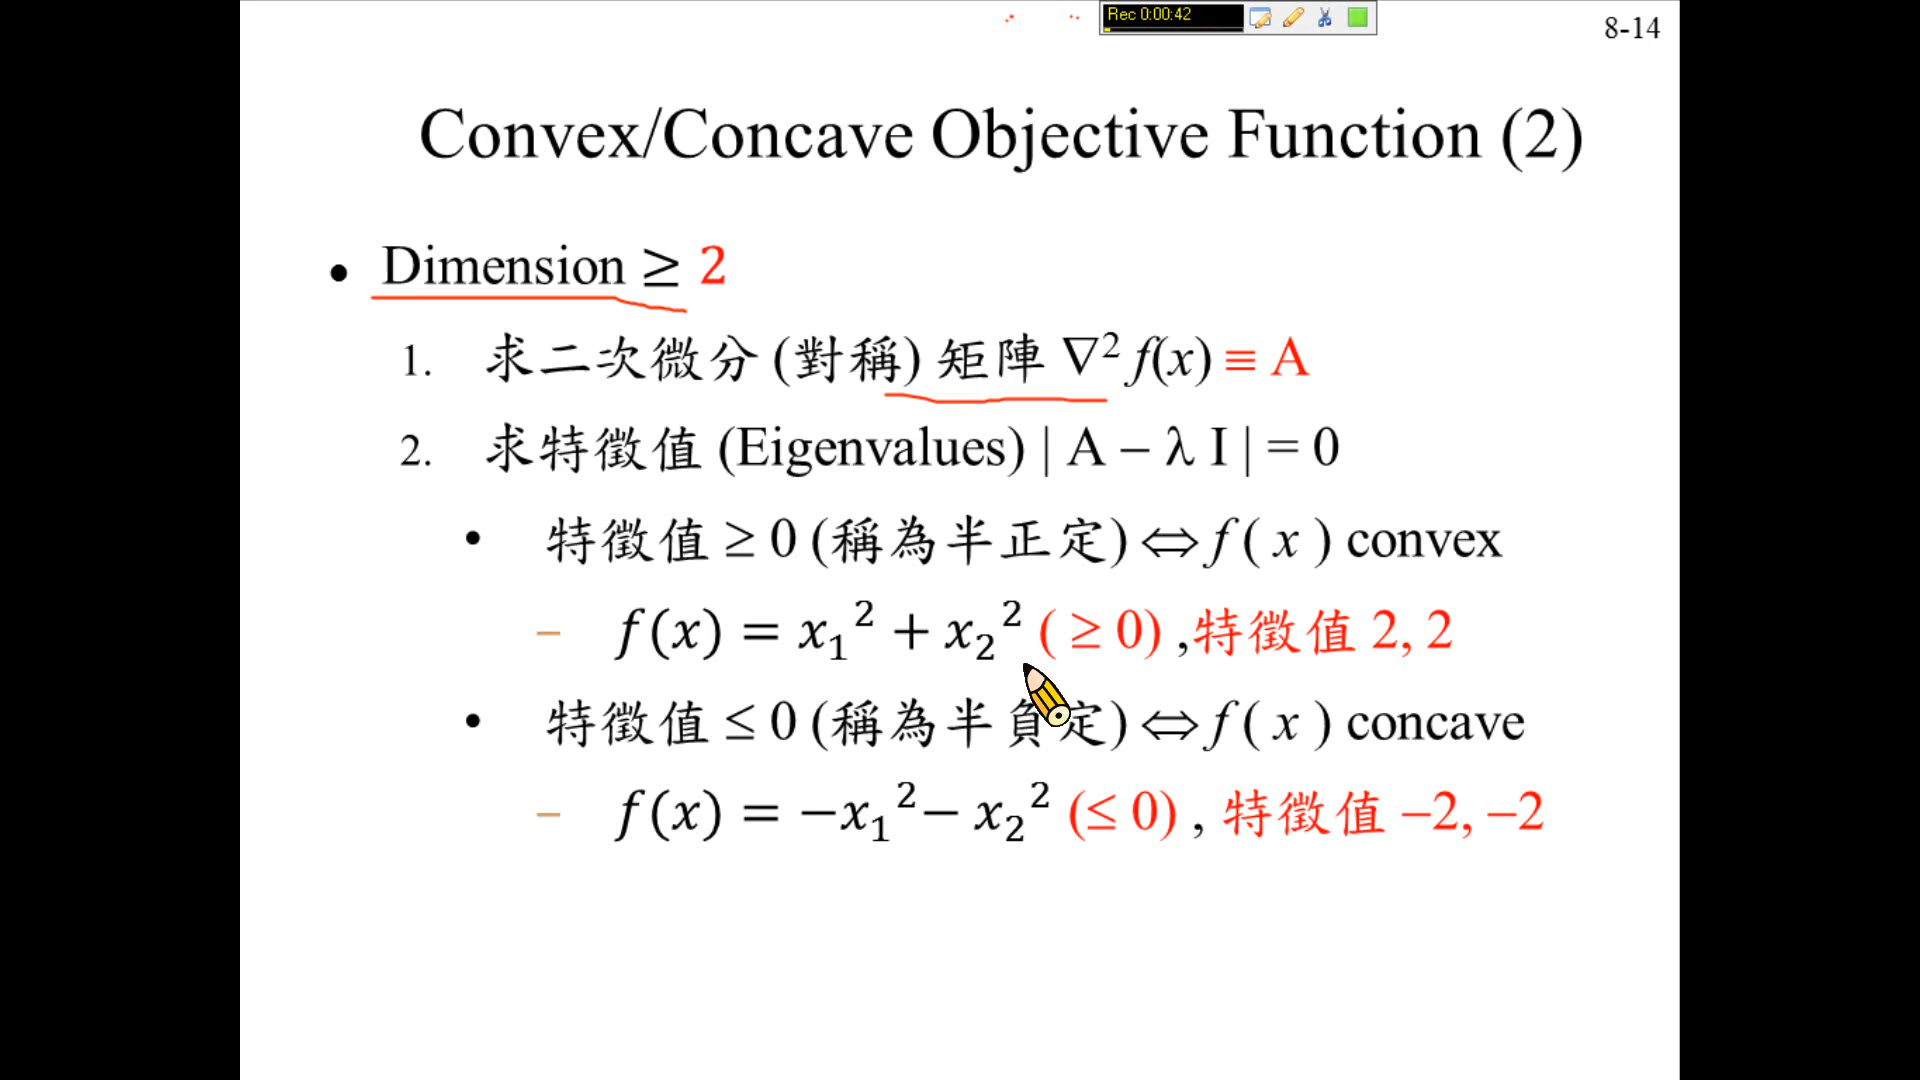 Rec 0:00:42
8-14
Convex/Concave Objective Function (2)
• Dimension ≥ 2
1. 求二次微分 (對稱) 矩陣 ∇² f(x) ≡ A
2. 求特徵值 (Eigenvalues) | A – λ I | = 0
• 特徵值 ≥ 0 (稱為半正定) ⇔ f ( x ) convex
– f(x) = x₁² + x₂² ( ≥ 0) ,特徵值 2, 2
• 特徵值 ≤ 0 (稱為半負定) ⇔ f ( x ) concave
– f(x) = −x₁² − x₂² (≤ 0) , 特徵值 –2, –2